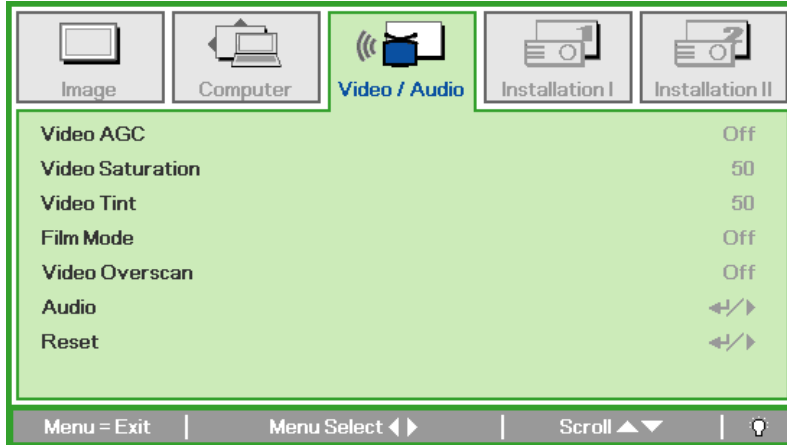 Image Computer Video / Audio Installation I Installation II
Video AGC Off
Video Saturation 50
Video Tint 50
Film Mode Off
Video Overscan Off
Audio ↵/▶
Reset ↵/▶
Menu = Exit | Menu Select ◀ ▶ | Scroll ▲▼ |